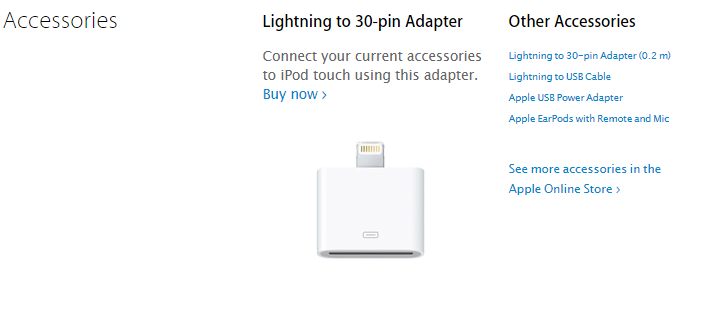 Accessories
Lightning to 30-pin Adapter
Connect your current accessories
to iPod touch using this adapter.
Buy now ›
Other Accessories
Lightning to 30-pin Adapter (0.2 m)
Lightning to USB Cable
Apple USB Power Adapter
Apple EarPods with Remote and Mic
See more accessories in the
Apple Online Store ›